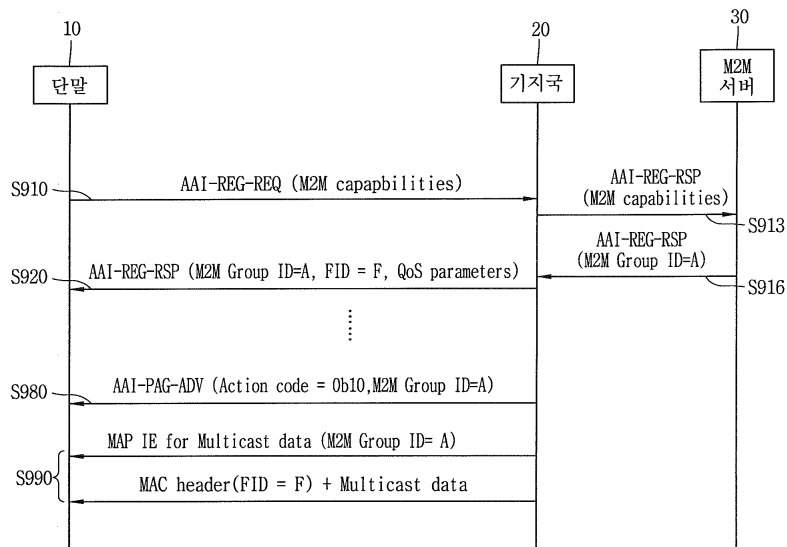 10
20
30
단말
기지국
M2M
서버
S910
AAI-REG-REQ (M2M capapbilities)
AAI-REG-RSP
(M2M capabilities)
S913
AAI-REG-RSP
(M2M Group ID=A)
S916
S920
AAI-REG-RSP (M2M Group ID=A, FID = F, QoS parameters)
S980
AAI-PAG-ADV (Action code = 0b10,M2M Group ID=A)
MAP IE for Multicast data (M2M Group ID= A)
S990
MAC header(FID = F) + Multicast data